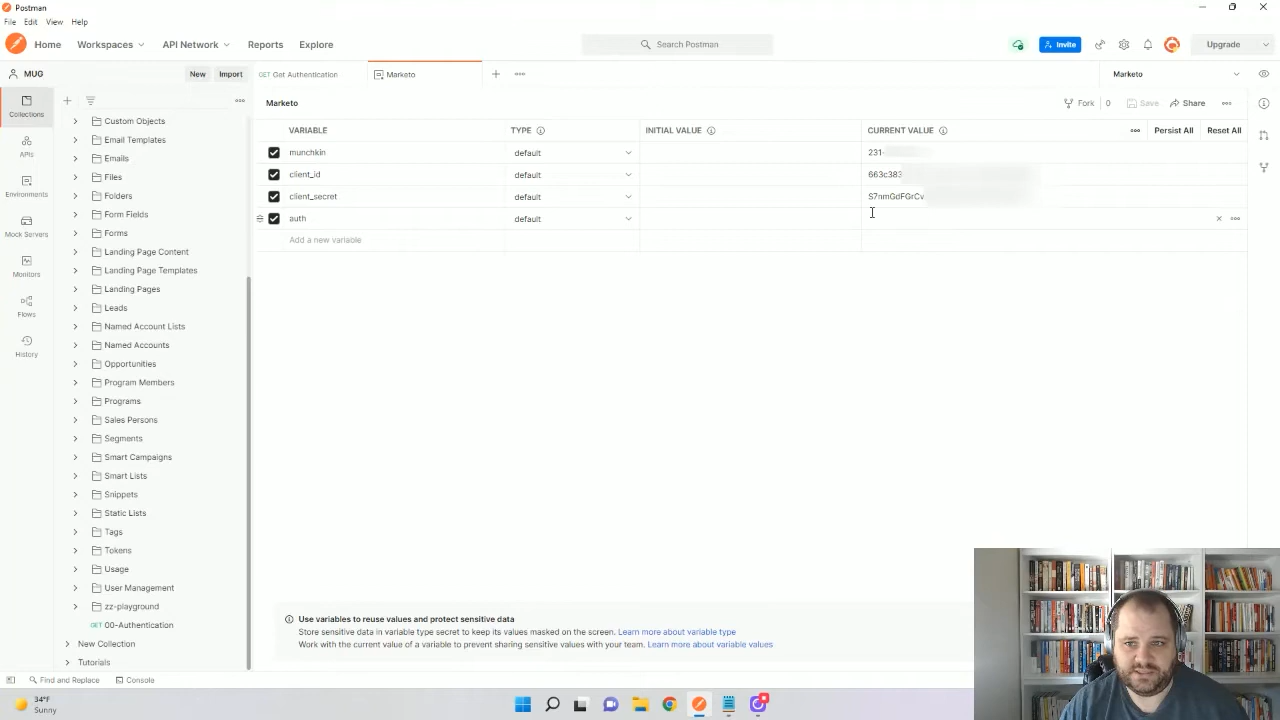 Postman
File Edit View Help
Home Workspaces API Network Reports Explore
Search Postman
Invite
Upgrade
MUG
New
Import
GET Get Authentication
Marketo
Marketo
Collections
APIs
Environments
Mock Servers
Monitors
Flows
History
Custom Objects
Email Templates
Emails
Files
Folders
Form Fields
Forms
Landing Page Content
Landing Page Templates
Landing Pages
Leads
Named Account Lists
Named Accounts
Opportunities
Program Members
Programs
Sales Persons
Segments
Smart Campaigns
Smart Lists
Snippets
Static Lists
Tags
Tokens
Usage
User Management
zz-playground
GET 00-Authentication
New Collection
Tutorials
Marketo
Fork 0 Save Share
VARIABLE TYPE INITIAL VALUE CURRENT VALUE Persist All Reset All
munchkin default 231-
client_id default 663c383
client_secret default S7nmGdFGrCv
auth default
Add a new variable
Use variables to reuse values and protect sensitive data
Store sensitive data in variable type secret to keep its values masked on the screen. Learn more about variable type
Work with the current value of a variable to prevent sharing sensitive values with your team. Learn more about variable values
Find and Replace Console
34°F
Sunny